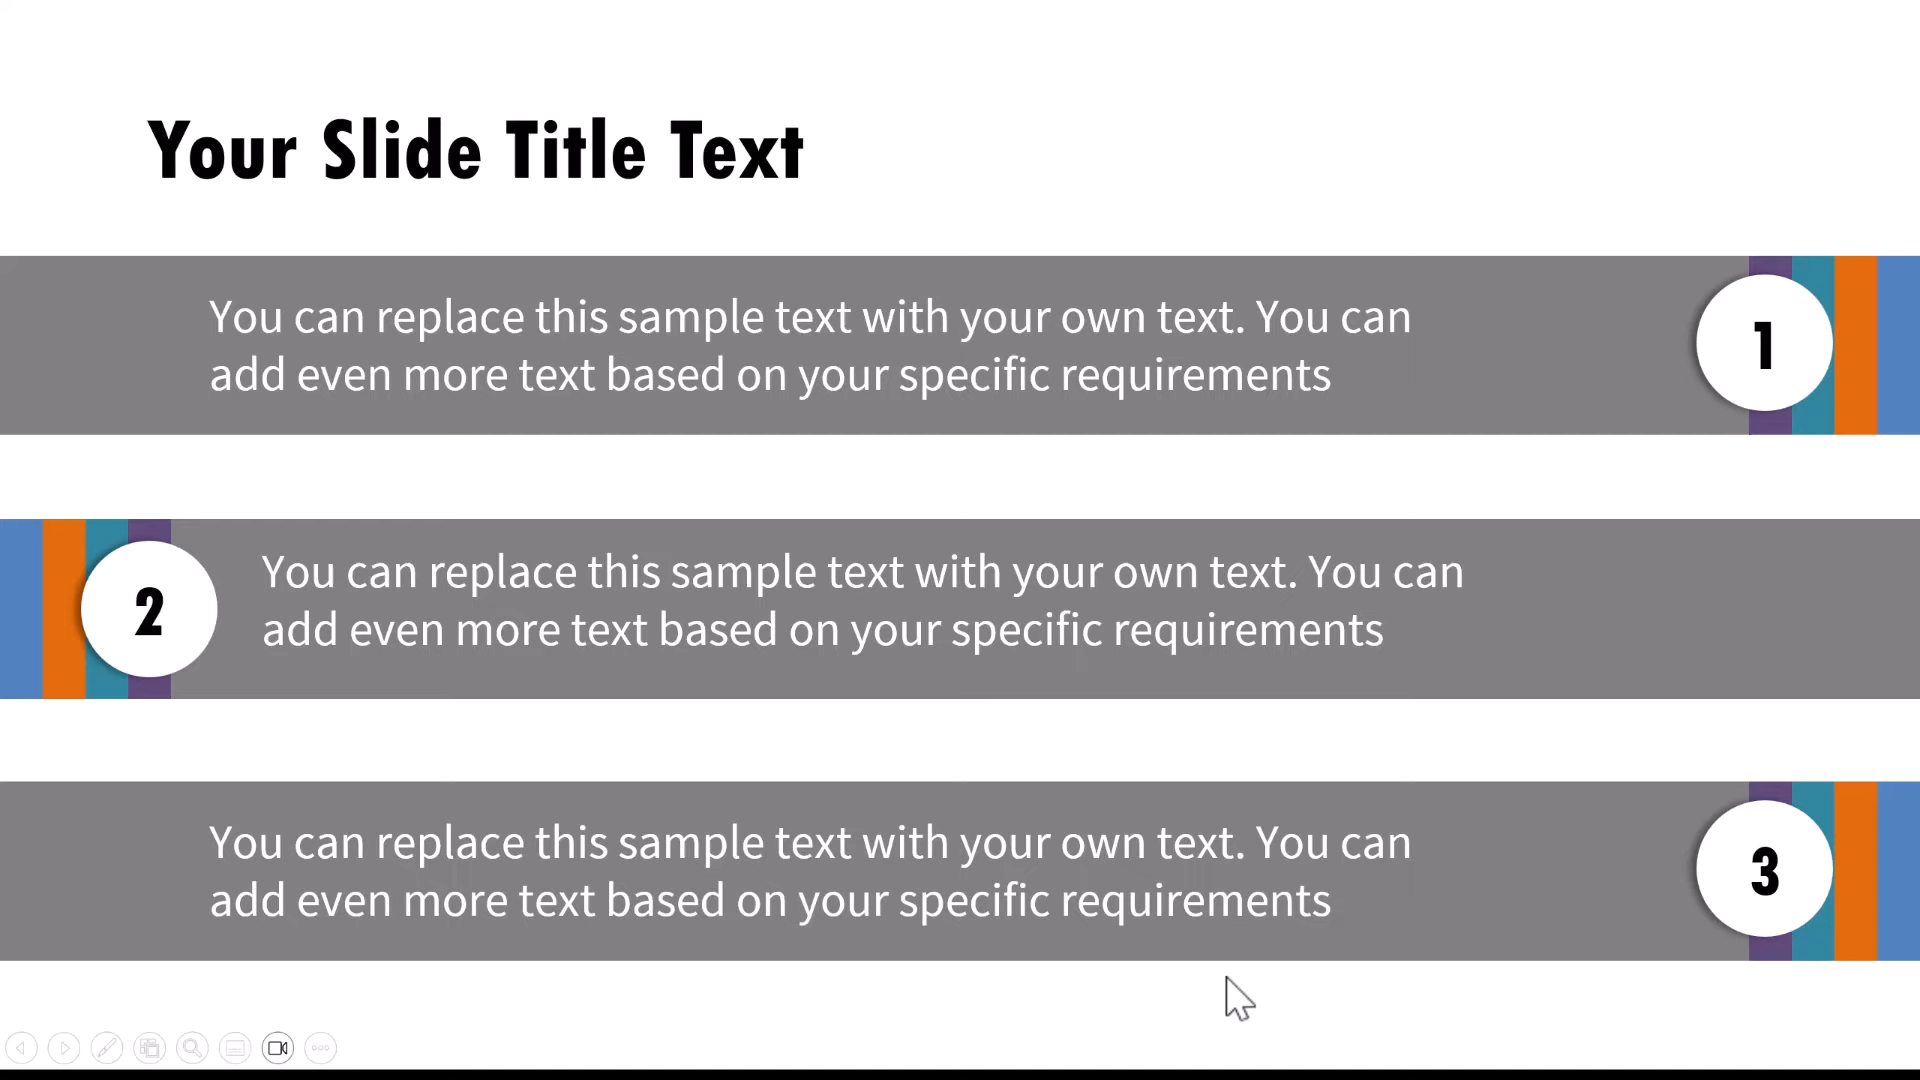 Your Slide Title Text
You can replace this sample text with your own text. You can
add even more text based on your specific requirements
1
2
You can replace this sample text with your own text. You can
add even more text based on your specific requirements
You can replace this sample text with your own text. You can
add even more text based on your specific requirements
3